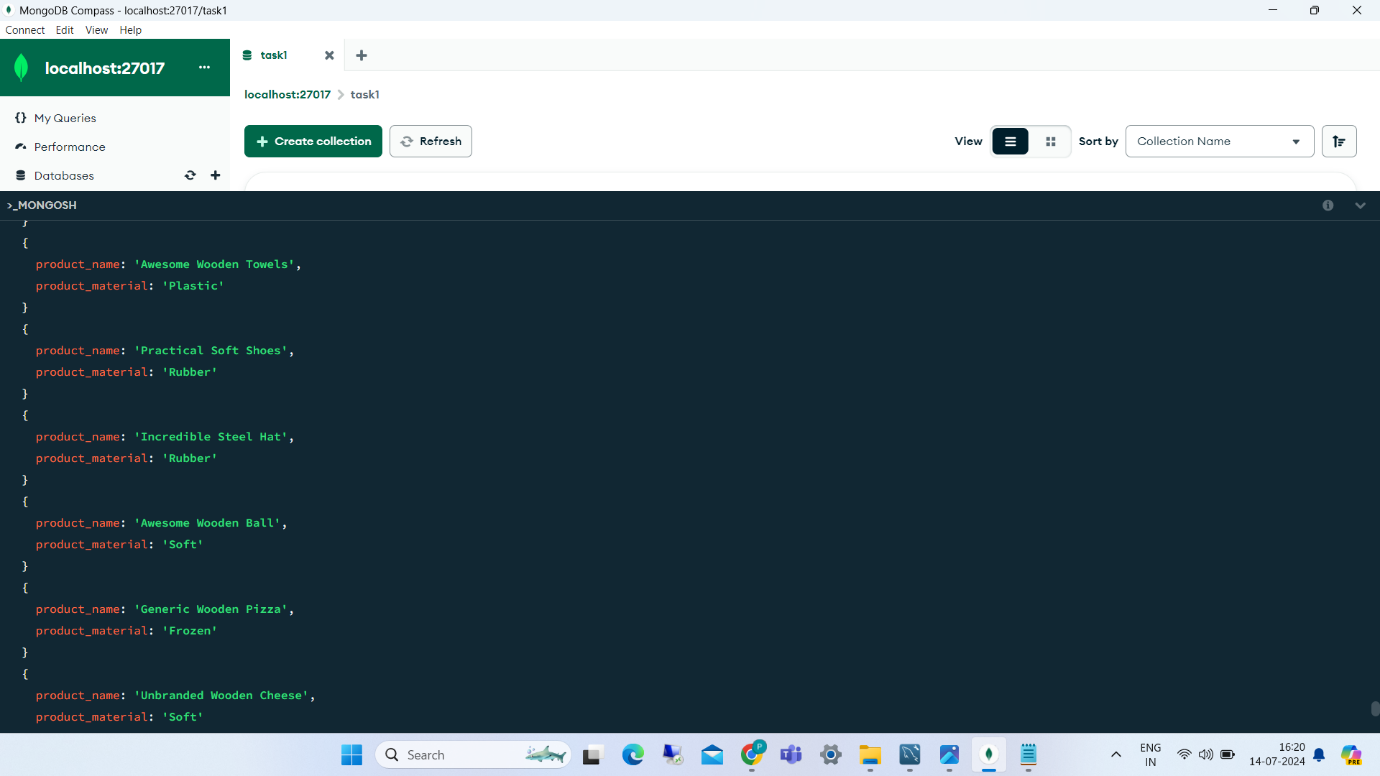 MongoDB Compass - localhost:27017/task1
Connect Edit View Help
localhost:27017 ...
task1
localhost:27017 > task1
{} My Queries
Performance
Databases
+ Create collection
Refresh
View
Sort by
Collection Name
>_MONGOSH
}
{
product_name: 'Awesome Wooden Towels',
product_material: 'Plastic'
}
{
product_name: 'Practical Soft Shoes',
product_material: 'Rubber'
}
{
product_name: 'Incredible Steel Hat',
product_material: 'Rubber'
}
{
product_name: 'Awesome Wooden Ball',
product_material: 'Soft'
}
{
product_name: 'Generic Wooden Pizza',
product_material: 'Frozen'
}
{
product_name: 'Unbranded Wooden Cheese',
product_material: 'Soft'
Search
P
ENG
IN
16:20
14-07-2024
PRE